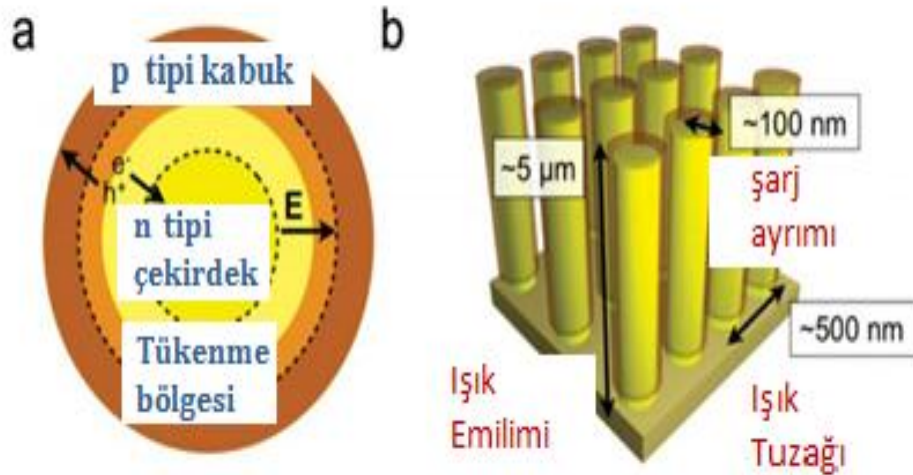 a
p tipi kabuk
e-
h+
E
n tipi
çekirdek
Tükenme
bölgesi
b
~100 nm
~5 µm
şarj
ayrımı
~500 nm
Işık
Emilimi
Işık
Tuzağı